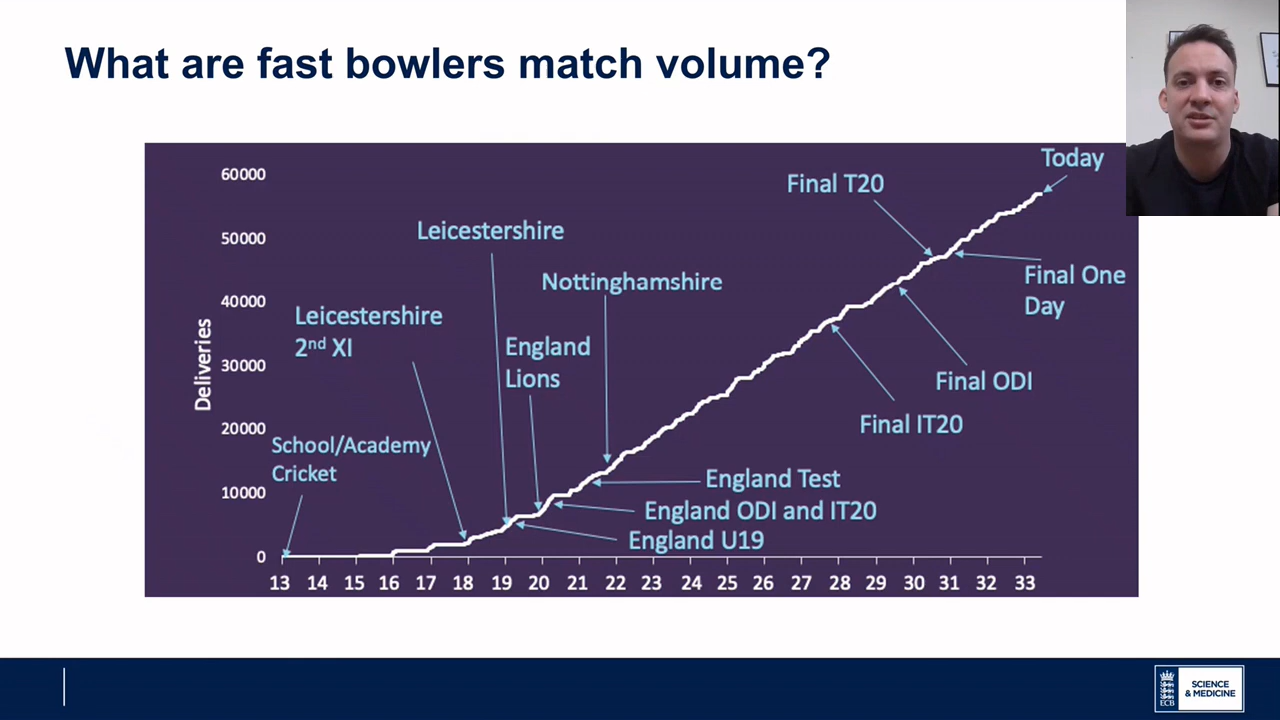 What are fast bowlers match volume?
60000
50000
40000
30000
20000
10000
0
Deliveries
School/Academy
Cricket
Leicestershire
2nd XI
Leicestershire
England
Lions
Nottinghamshire
Final T20
Today
Final One
Day
Final ODI
Final IT20
England Test
England ODI and IT20
England U19
13 14 15 16 17 18 19 20 21 22 23 24 25 26 27 28 29 30 31 32 33
ECB
SCIENCE
& MEDICINE